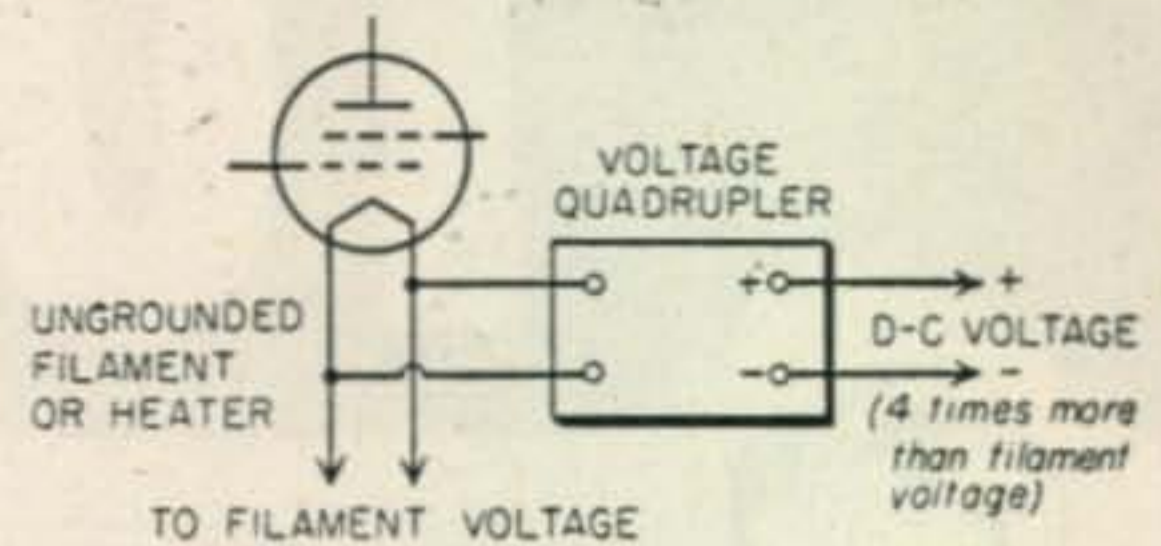 VOLTAGE
QUADRUPLER
+ +
UNGROUNDED
FILAMENT
OR HEATER
D-C VOLTAGE
- -
(4 times more
than filament
voltage)
TO FILAMENT VOLTAGE